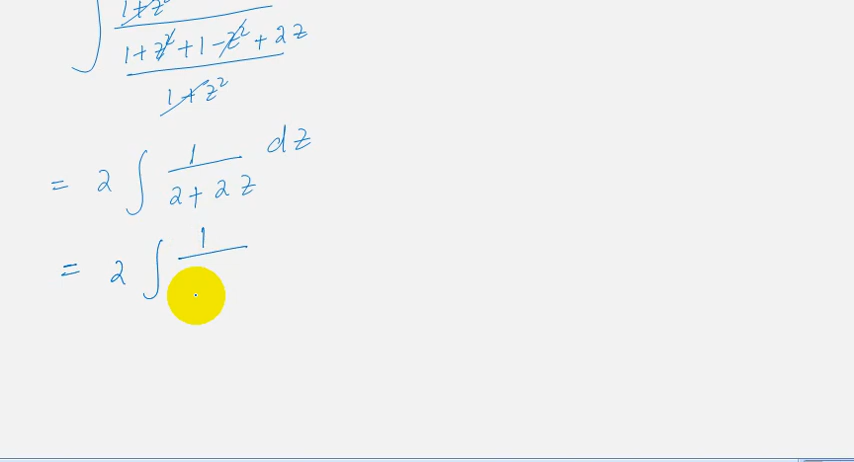 ∫ 1+z²
1+z²+1-z²+2z
1+z²
= 2 ∫ 1/(2+2z) dz
= 2 ∫ 1